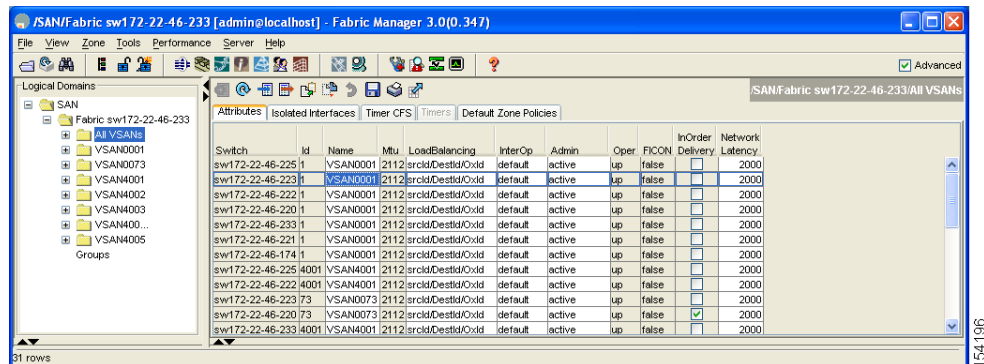 /SAN/Fabric sw172-22-46-233 [admin@localhost] - Fabric Manager 3.0(0.347)
File View Zone Tools Performance Server Help
Advanced
Logical Domains
SAN
Fabric sw172-22-46-233
All VSANs
VSAN0001
VSAN0073
VSAN4001
VSAN4002
VSAN4003
VSAN400...
VSAN4005
Groups
/SAN/Fabric sw172-22-46-233/All VSANs
Attributes Isolated Interfaces Timer CFS Timers Default Zone Policies
Switch Id Name Mtu LoadBalancing InterOp Admin Oper FICON InOrder Delivery Network Latency
sw172-22-46-225 1 VSAN0001 2112 srcId/DestId/OxId default active up false 2000
sw172-22-46-223 1 VSAN0001 2112 srcId/DestId/OxId default active up false 2000
sw172-22-46-222 1 VSAN0001 2112 srcId/DestId/OxId default active up false 2000
sw172-22-46-220 1 VSAN0001 2112 srcId/DestId/OxId default active up false 2000
sw172-22-46-233 1 VSAN0001 2112 srcId/DestId/OxId default active up false 2000
sw172-22-46-221 1 VSAN0001 2112 srcId/DestId/OxId default active up false 2000
sw172-22-46-174 1 VSAN0001 2112 srcId/DestId/OxId default active up false 2000
sw172-22-46-225 4001 VSAN4001 2112 srcId/DestId/OxId default active up false 2000
sw172-22-46-222 4001 VSAN4001 2112 srcId/DestId/OxId default active up false 2000
sw172-22-46-223 73 VSAN0073 2112 srcId/DestId/OxId default active up false 2000
sw172-22-46-220 73 VSAN0073 2112 srcId/DestId/OxId default active up false 2000
sw172-22-46-233 4001 VSAN4001 2112 srcId/DestId/OxId default active up false 2000
31 rows
154196